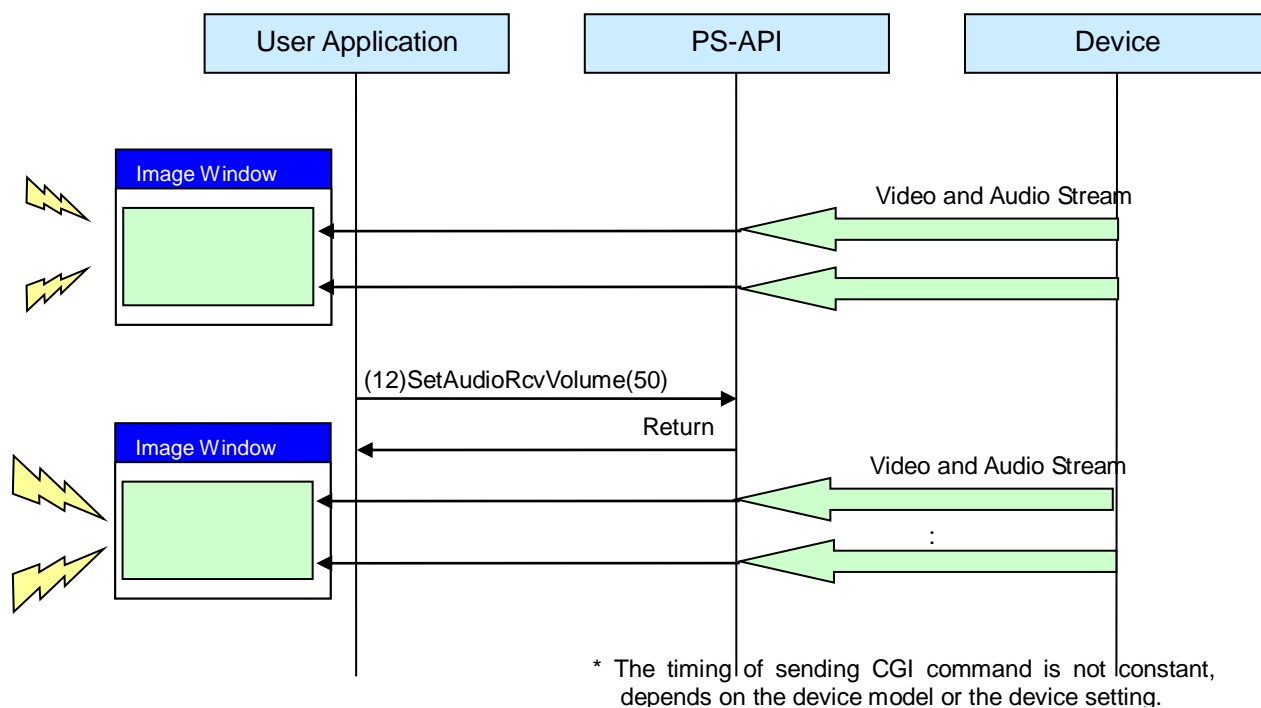 User Application
PS-API
Device
Image Window
Video and Audio Stream
(12)SetAudioRcvVolume(50)
Return
Image Window
Video and Audio Stream
:
* The timing of sending CGI command is not constant,
depends on the device model or the device setting.